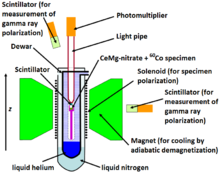 Scintillator (for
measurement of
gamma ray
polarization)
Photomultiplier
Light pipe
Dewar
Scintillator
CeMg-nitrate + ⁶⁰Co specimen
Solenoid (for specimen
polarization)
Scintillator (for
measurement of
gamma ray
polarization)
z
Magnet (for cooling by
adiabatic demagnetization)
liquid helium
liquid nitrogen